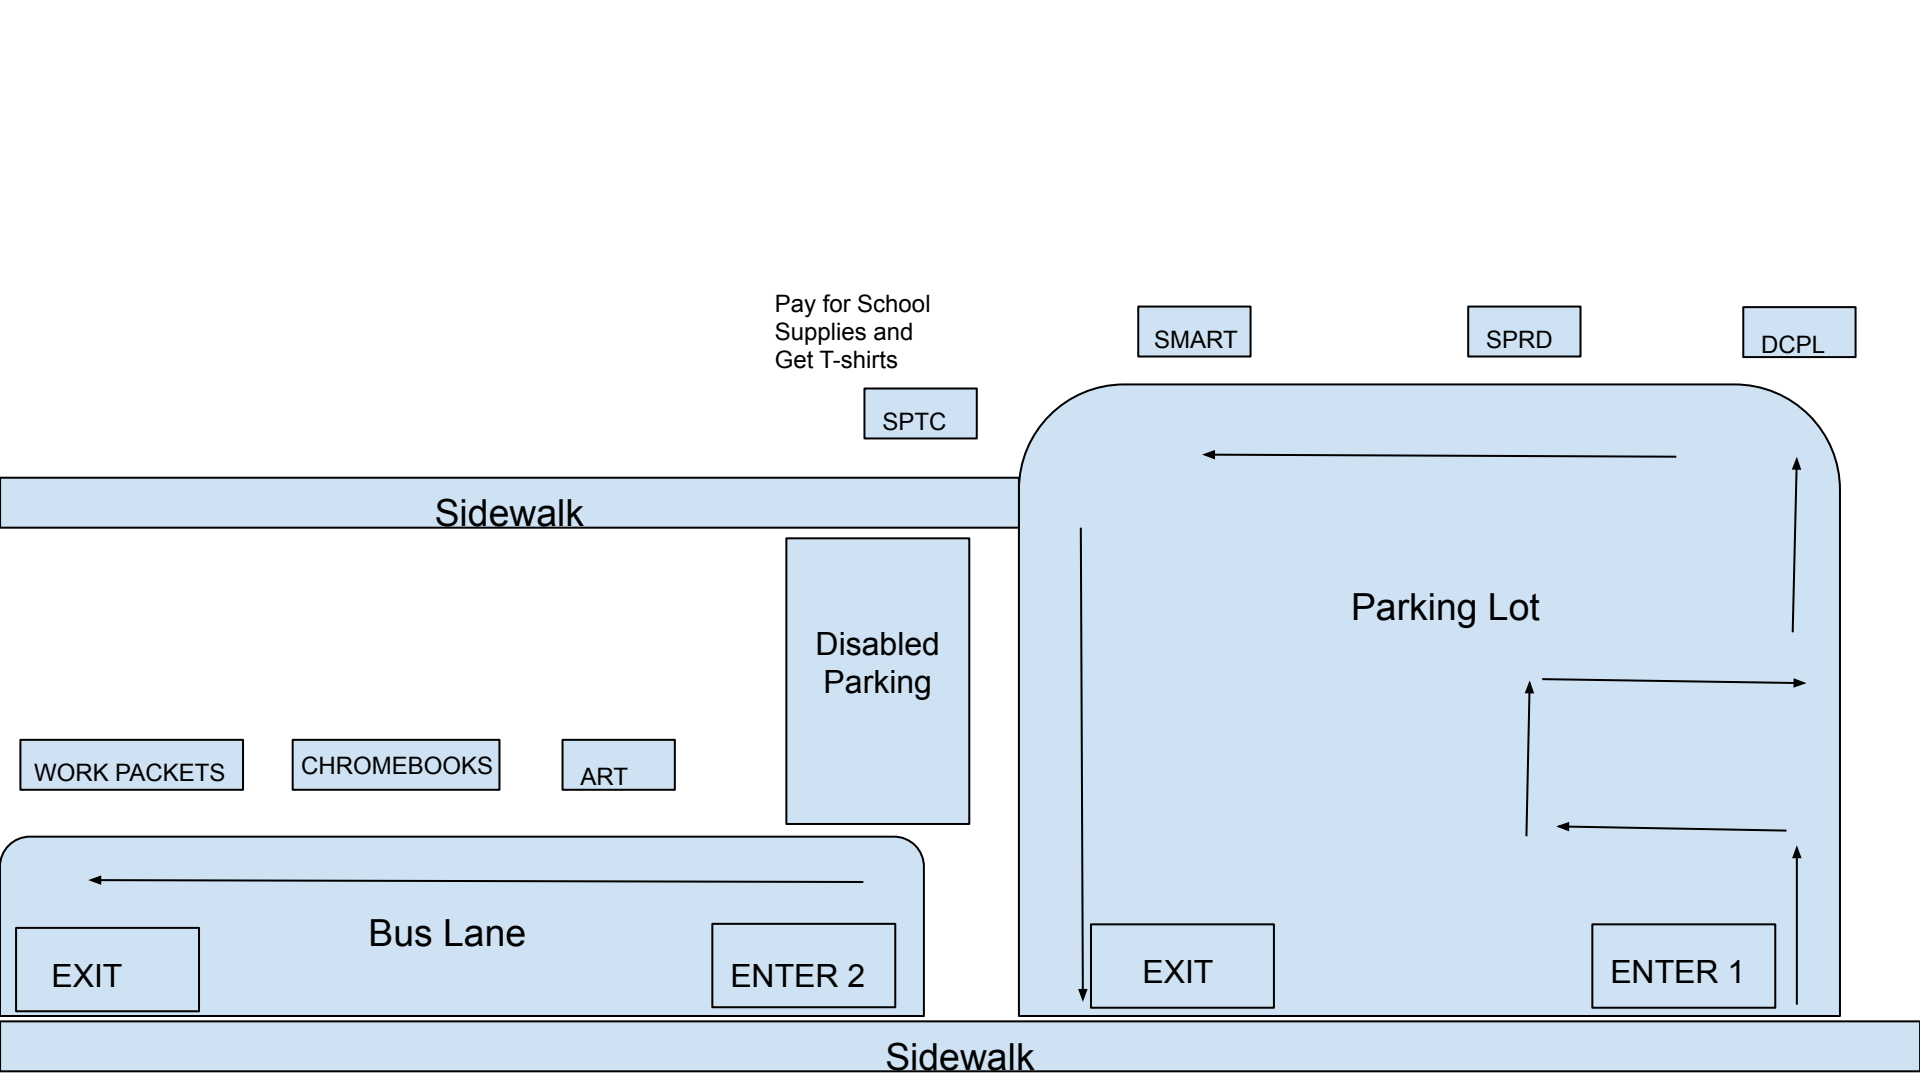 Pay for School
Supplies and
Get T-shirts
SMART
SPRD
DCPL
SPTC
Sidewalk
Parking Lot
Disabled
Parking
WORK PACKETS
CHROMEBOOKS
ART
Bus Lane
EXIT
ENTER 2
EXIT
ENTER 1
Sidewalk